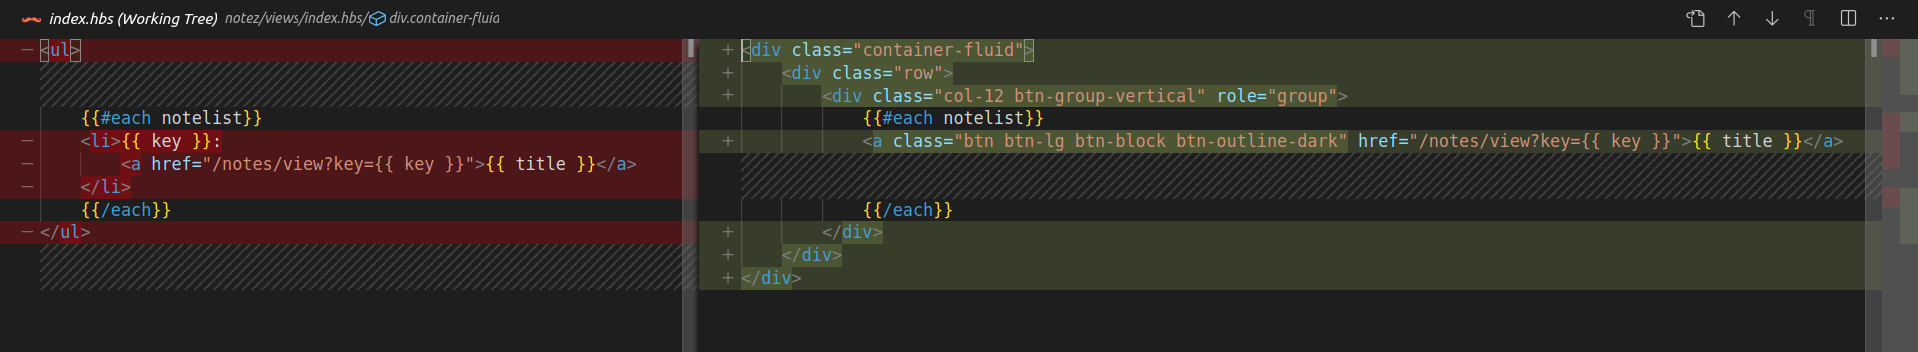 index.hbs (Working Tree) notez/views/index.hbs/div.container-fluid
<ul>
    {{#each notelist}}
    <li>{{ key }}:
        <a href="/notes/view?key={{ key }}">{{ title }}</a>
    </li>
    {{/each}}
</ul>
<div class="container-fluid">
    <div class="row">
        <div class="col-12 btn-group-vertical" role="group">
            {{#each notelist}}
            <a class="btn btn-lg btn-block btn-outline-dark" href="/notes/view?key={{ key }}">{{ title }}</a>
            {{/each}}
        </div>
    </div>
</div>